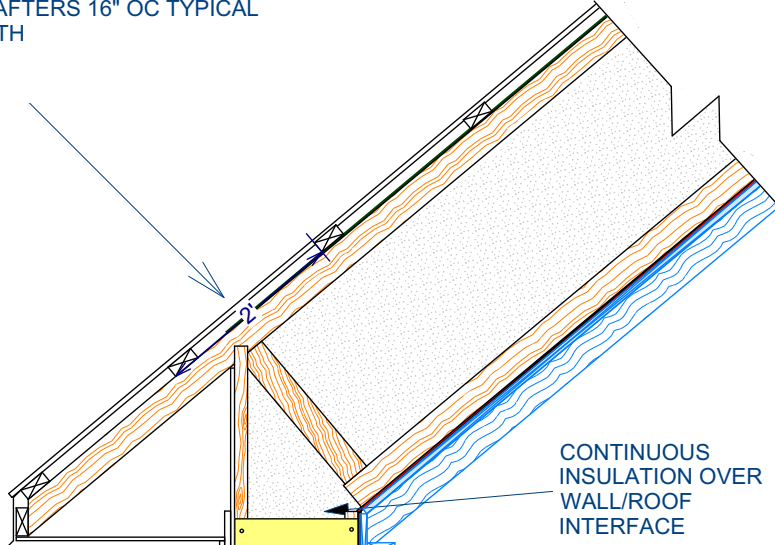 AFTERS 16" OC TYPICAL
TH
2'
CONTINUOUS
INSULATION OVER
WALL/ROOF
INTERFACE